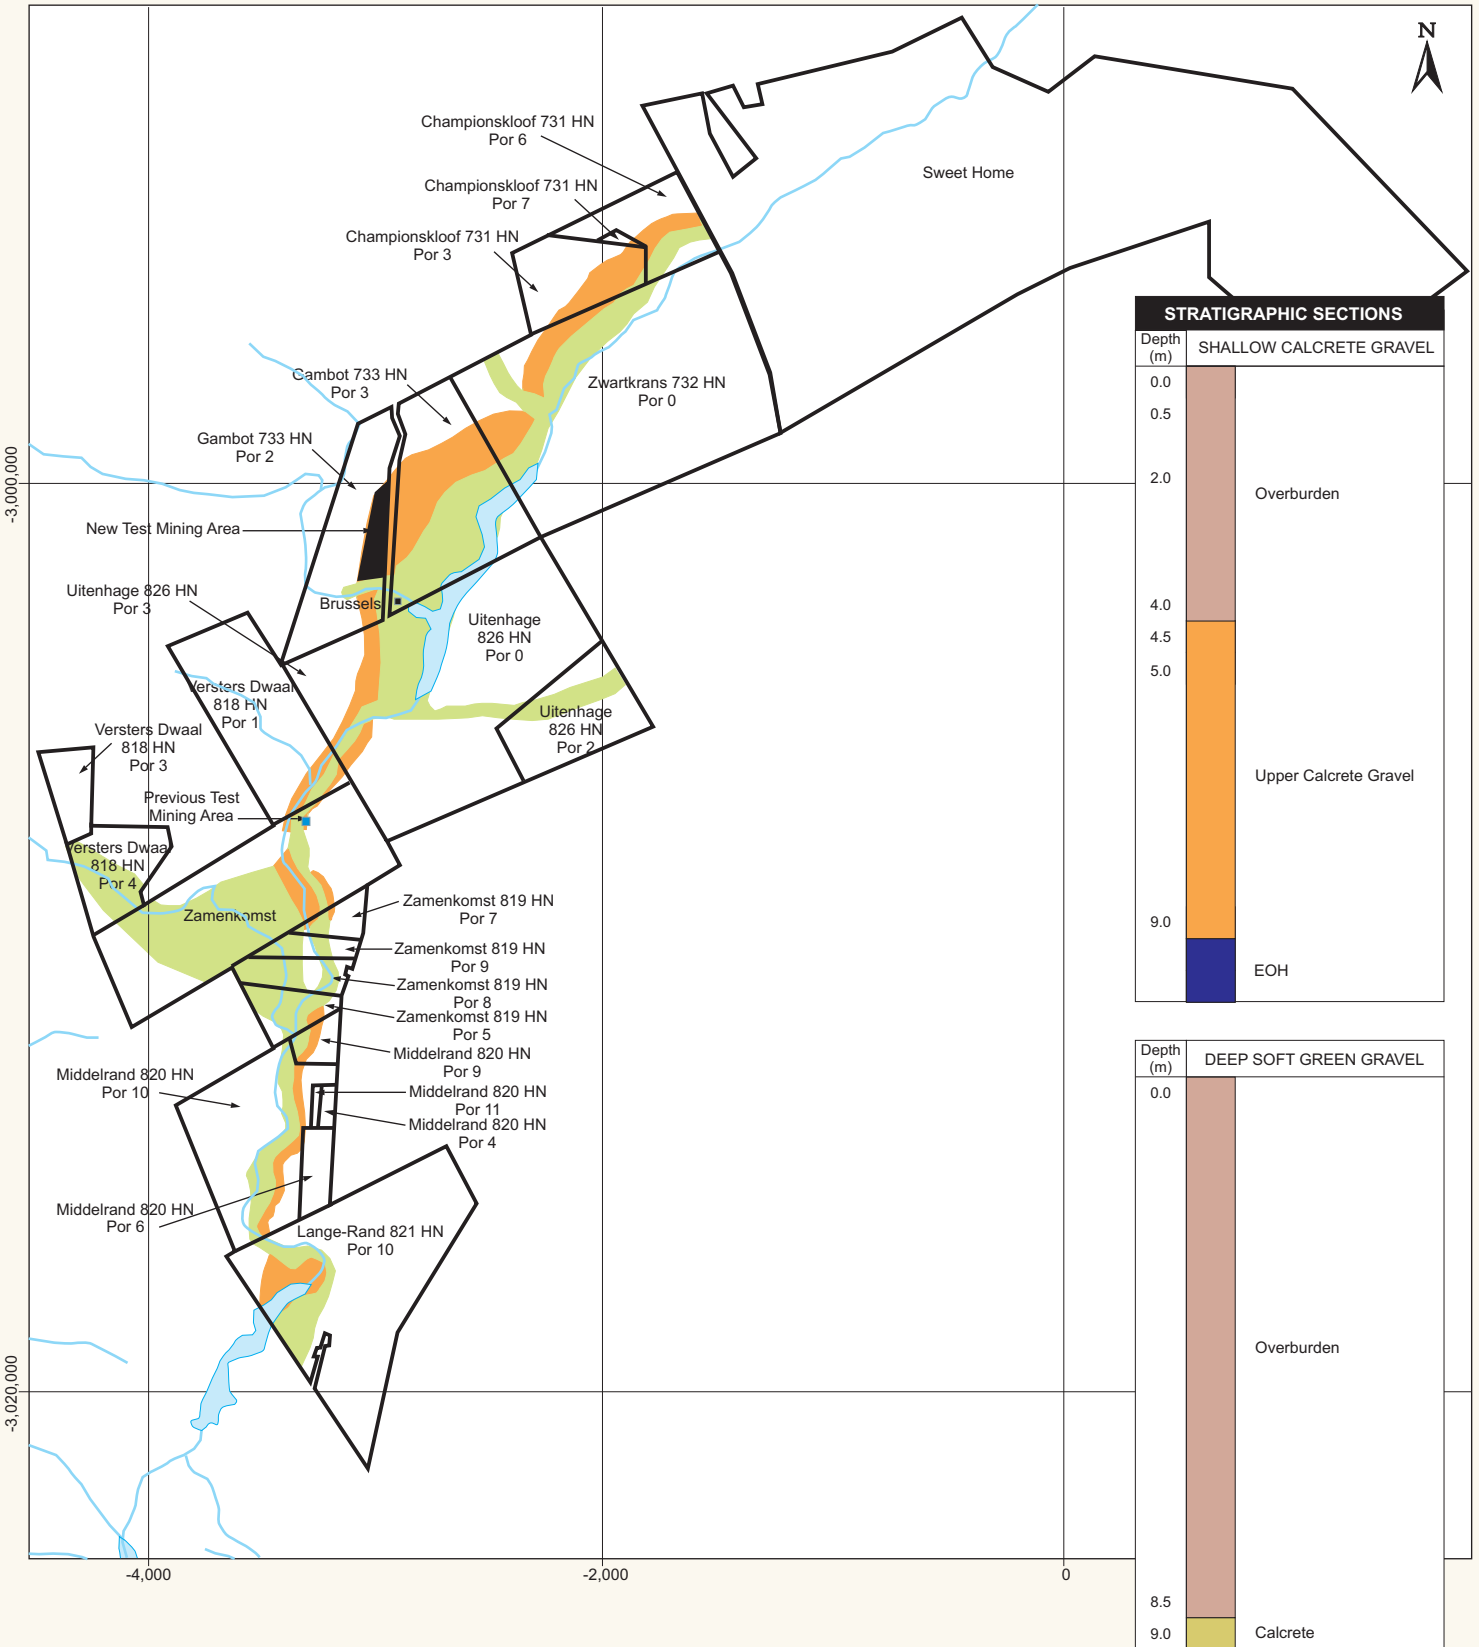 N
Championskloof 731 HN
Por 6
Sweet Home
Championskloof 731 HN
Por 7
Championskloof 731 HN
Por 3
Gambot 733 HN
Por 3
Zwartkrans 732 HN
Por 0
Gambot 733 HN
Por 2
-3,000,000
New Test Mining Area
Uitenhage 826 HN
Por 3
Brussels
Uitenhage
826 HN
Por 0
Versters Dwaal
818 HN
Por 1
Uitenhage
826 HN
Por 2
Versters Dwaal
818 HN
Por 3
Previous Test
Mining Area
Versters Dwaal
818 HN
Por 4
Zamenkomst
Zamenkomst 819 HN
Por 7
Zamenkomst 819 HN
Por 9
Zamenkomst 819 HN
Por 8
Zamenkomst 819 HN
Por 5
Middelrand 820 HN
Por 9
Middelrand 820 HN
Por 10
Middelrand 820 HN
Por 11
Middelrand 820 HN
Por 4
Middelrand 820 HN
Por 6
Lange-Rand 821 HN
Por 10
-3,020,000
-4,000
-2,000
0
STRATIGRAPHIC SECTIONS
Depth
(m)
SHALLOW CALCRETE GRAVEL
0.0
0.5
2.0
Overburden
4.0
4.5
5.0
Upper Calcrete Gravel
9.0
EOH
Depth
(m)
DEEP SOFT GREEN GRAVEL
0.0
Overburden
8.5
9.0
Calcrete